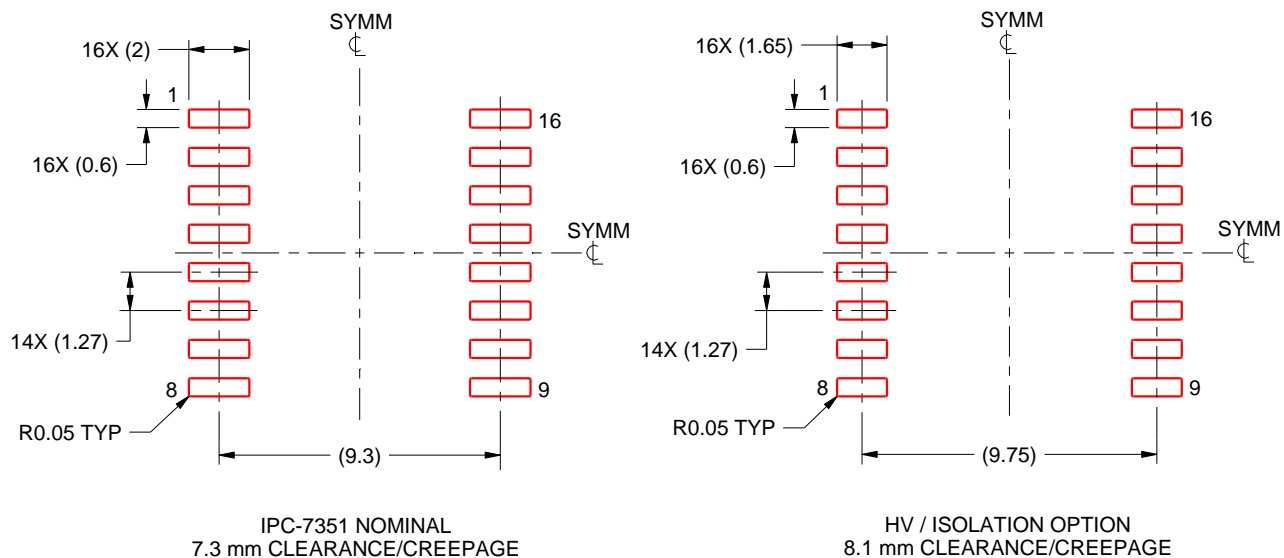 SYMM
℄
16X (2)
1
16
16X (0.6)
SYMM
℄
14X (1.27)
8
9
R0.05 TYP
(9.3)
IPC-7351 NOMINAL
7.3 mm CLEARANCE/CREEPAGE
SYMM
℄
16X (1.65)
1
16
16X (0.6)
SYMM
℄
14X (1.27)
8
9
R0.05 TYP
(9.75)
HV / ISOLATION OPTION
8.1 mm CLEARANCE/CREEPAGE